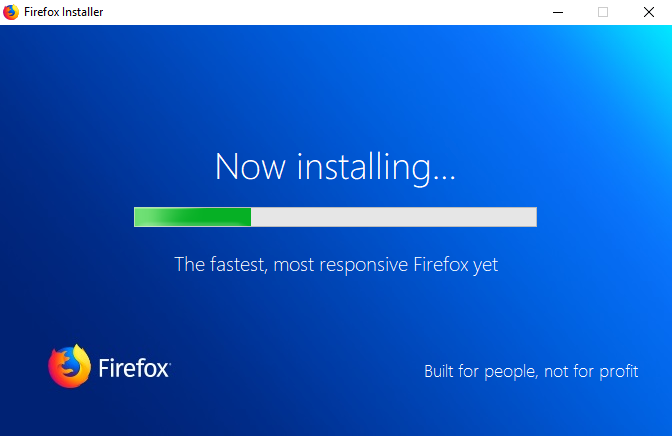 Firefox Installer
Now installing...
The fastest, most responsive Firefox yet
Firefox
Built for people, not for profit